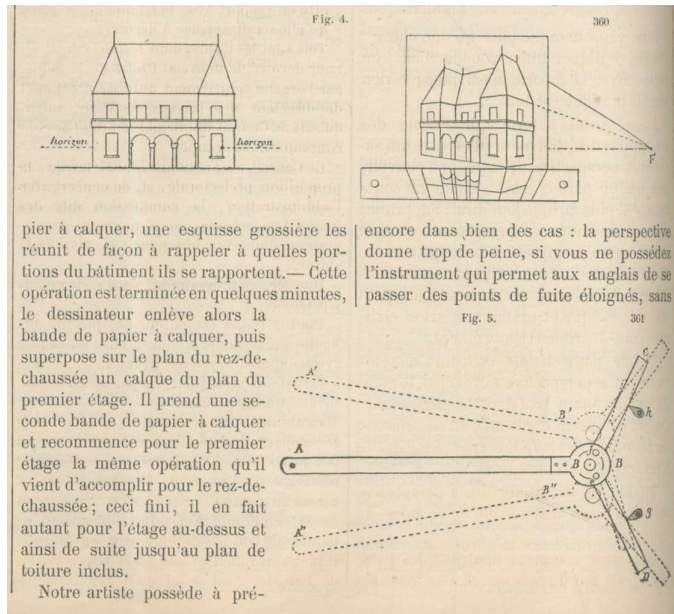 Fig. 4.
360
horizon
horizon
F
pier à calquer, une esquisse grossière les
réunit de façon à rappeler à quelles por-
tions du bâtiment ils se rapportent.— Cette
opération est terminée en quelques minutes,
le dessinateur enlève alors la
bande de papier à calquer, puis
superpose sur le plan du rez-de-
chaussée un calque du plan du
premier étage. Il prend une se-
conde bande de papier à calquer
et recommence pour le premier
étage la même opération qu'il
vient d'accomplir pour le rez-de-
chaussée; ceci fini, il en fait
autant pour l'étage au-dessus et
ainsi de suite jusqu'au plan de
toiture inclus.
Notre artiste possède à pré-
encore dans bien des cas : la perspective
donne trop de peine, si vous ne possédez
l'instrument qui permet aux anglais de se
passer des points de fuite éloignés, sans
Fig. 5.
361
A'
B'
C
h
A
B
B
B"
g
A"
D